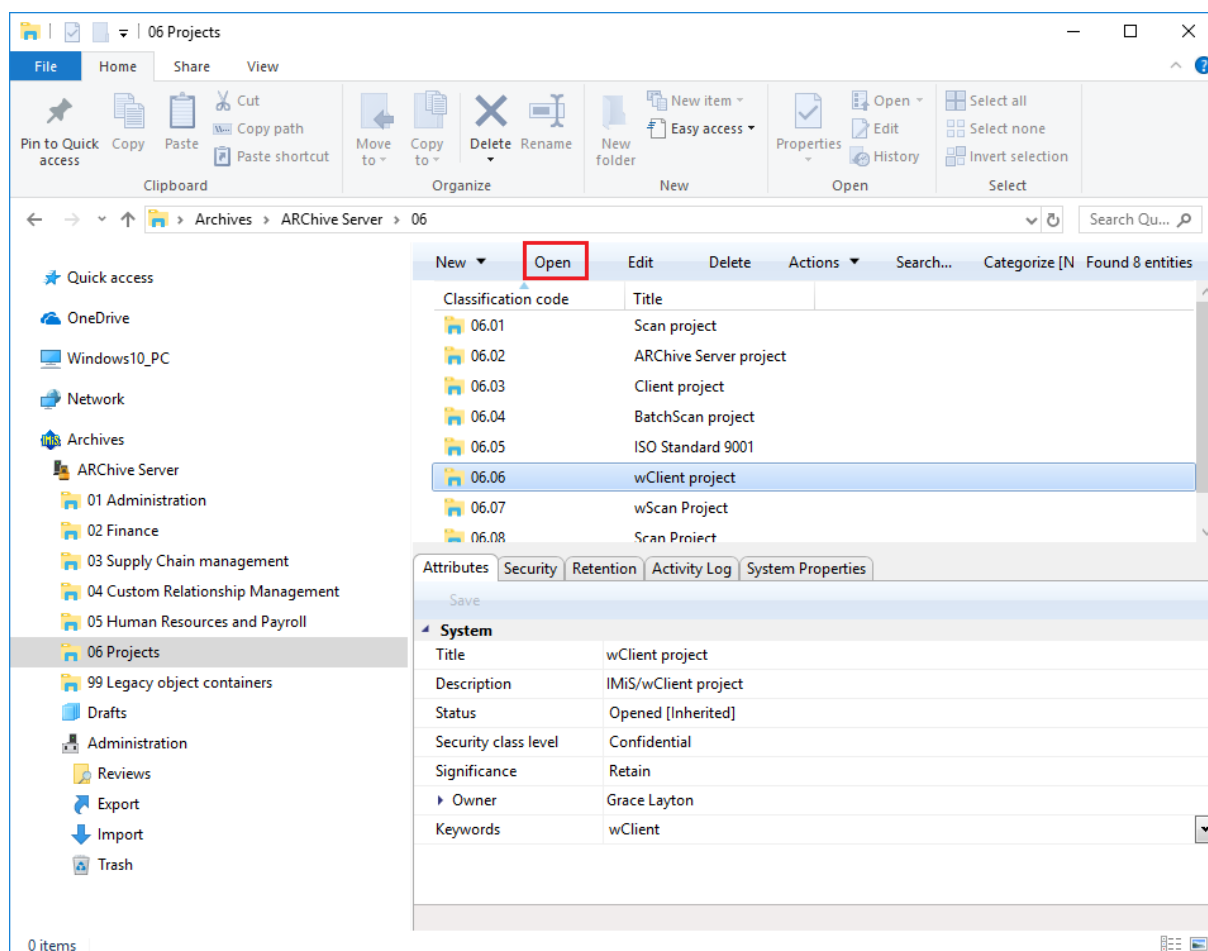 06 Projects
File Home Share View
Pin to Quick access
Copy
Paste
Cut
Copy path
Paste shortcut
Clipboard
Move to
Copy to
Delete
Rename
Organize
New folder
New item
Easy access
New
Properties
Open
Edit
History
Open
Select all
Select none
Invert selection
Select
Archives > ARChive Server > 06
Search Qu...
Quick access
OneDrive
Windows10_PC
Network
Archives
ARChive Server
01 Administration
02 Finance
03 Supply Chain management
04 Custom Relationship Management
05 Human Resources and Payroll
06 Projects
99 Legacy object containers
Drafts
Administration
Reviews
Export
Import
Trash
New Open Edit Delete Actions Search... Categorize [N Found 8 entities
Classification code Title
06.01 Scan project
06.02 ARChive Server project
06.03 Client project
06.04 BatchScan project
06.05 ISO Standard 9001
06.06 wClient project
06.07 wScan Project
06.08 Scan Project
Attributes Security Retention Activity Log System Properties
Save
System
Title wClient project
Description IMiS/wClient project
Status Opened [Inherited]
Security class level Confidential
Significance Retain
Owner Grace Layton
Keywords wClient
0 items